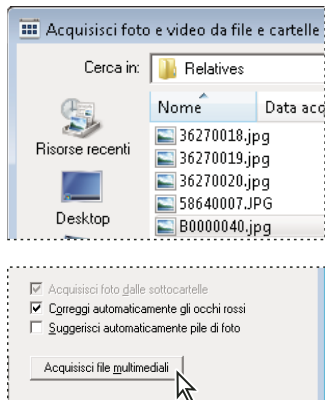 Acquisisci foto e video da file e cartelle
Cerca in: Relatives
Nome Data acq
Risorse recenti
Desktop
36270018.jpg
36270019.jpg
36270020.jpg
58640007.JPG
B0000040.jpg
Acquisisci foto dalle sottocartelle
Correggi automaticamente gli occhi rossi
Suggerisci automaticamente pile di foto
Acquisisci file multimediali